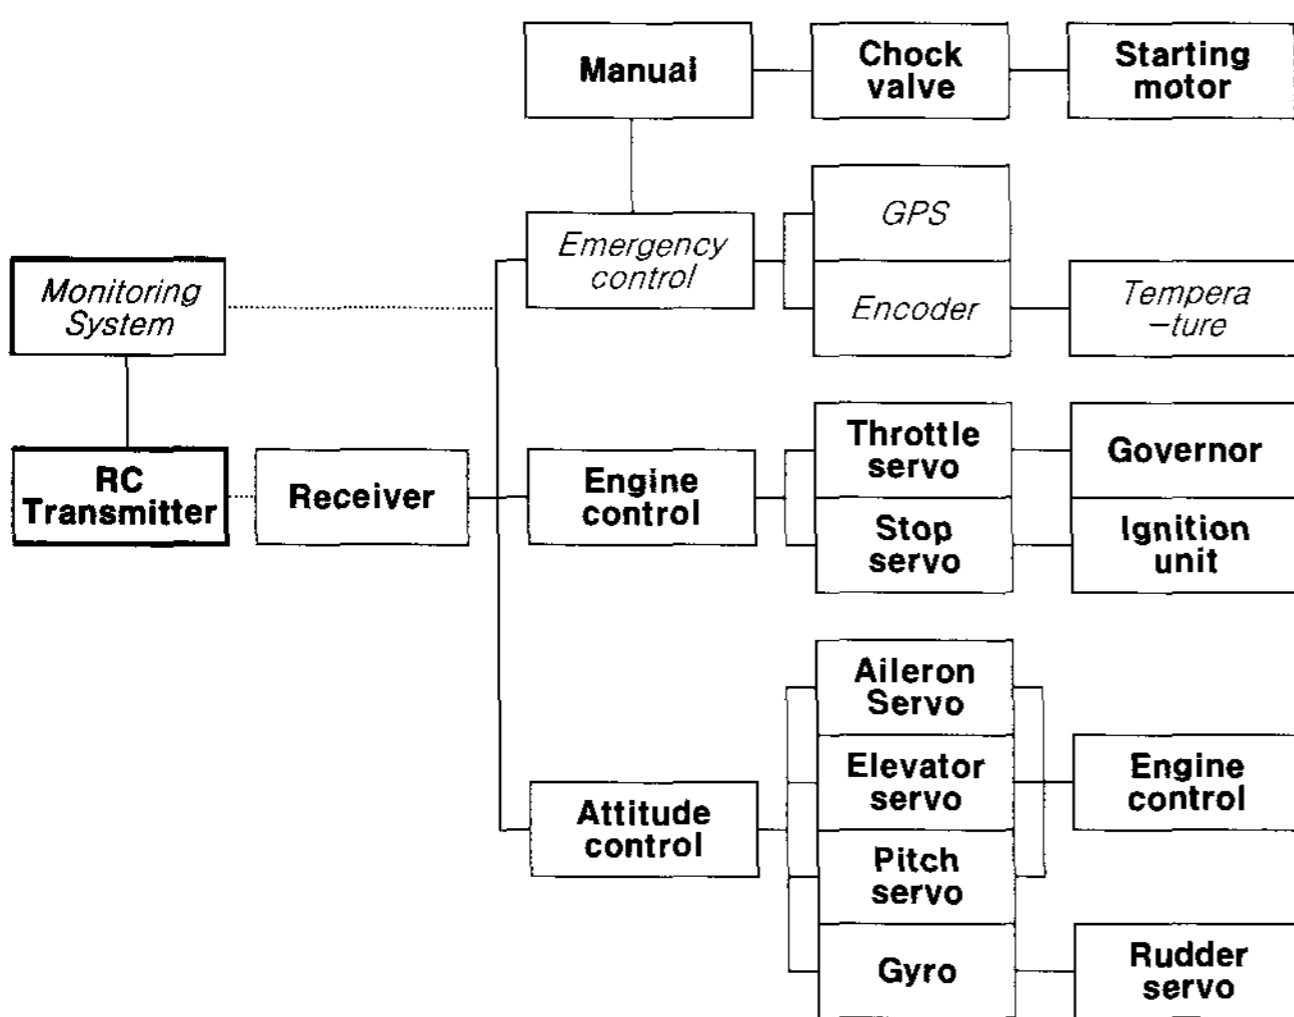 Manual
Chock
valve
Starting
motor
GPS
Emergency
control
Monitoring
System
Encoder
Tempera
-ture
RC
Transmitter
Receiver
Engine
control
Throttle
servo
Governor
Stop
servo
Ignition
unit
Aileron
Servo
Elevator
servo
Engine
control
Attitude
control
Pitch
servo
Gyro
Rudder
servo